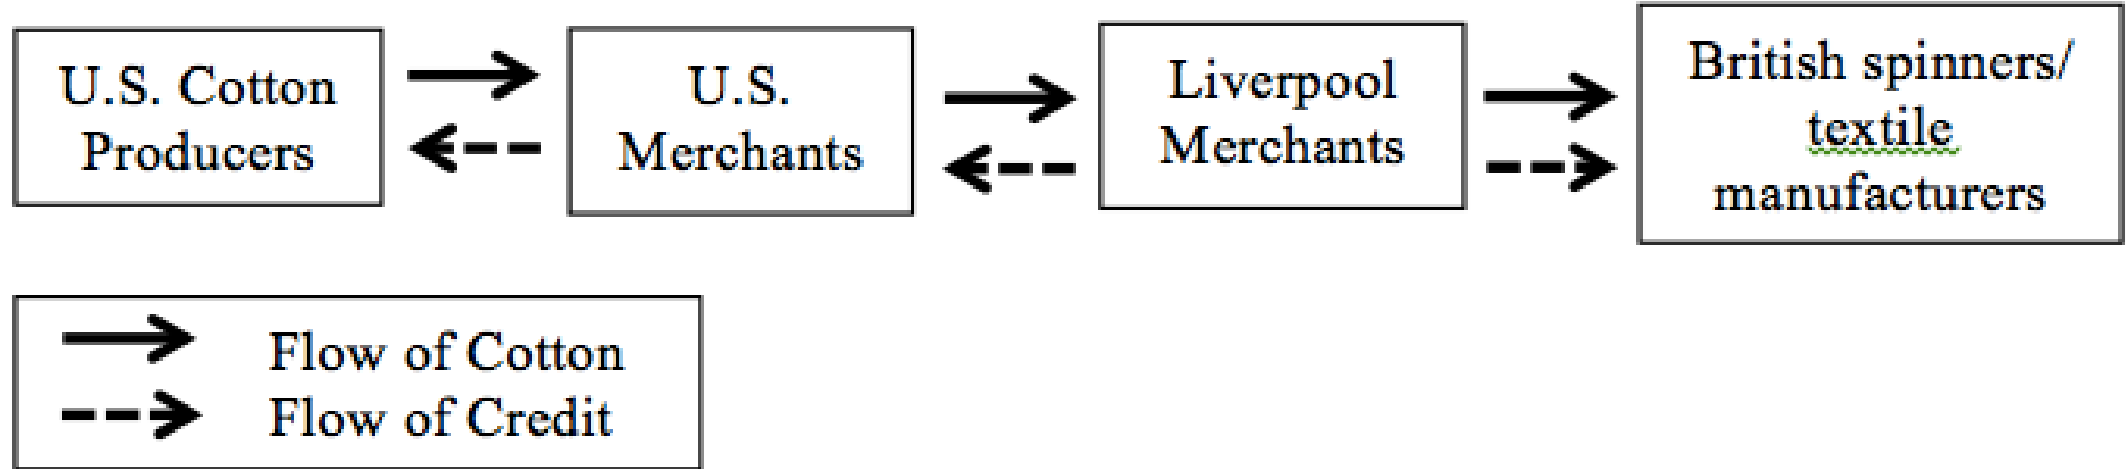 U.S. Cotton
Producers
U.S.
Merchants
Liverpool
Merchants
British spinners/
textile
manufacturers
Flow of Cotton
Flow of Credit